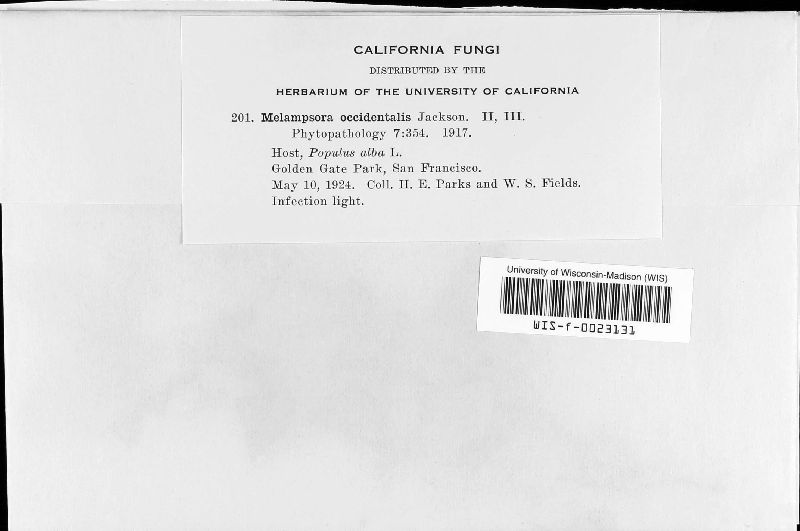 CALIFORNIA FUNGI
DISTRIBUTED BY THE
HERBARIUM OF THE UNIVERSITY OF CALIFORNIA
201. Melampsora occidentalis Jackson. II, III.
Phytopathology 7:354. 1917.
Host, Populus alba L.
Golden Gate Park, San Francisco.
May 10, 1924. Coll. H. E. Parks and W. S. Fields.
Infection light.
University of Wisconsin-Madison (WIS)
WIS-f-0023131